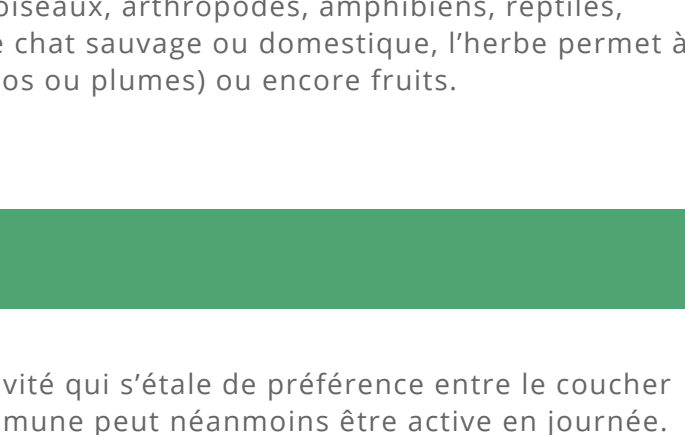 oiseaux, arthropodes, amphibiens, reptiles,
e chat sauvage ou domestique, l’herbe permet à
os ou plumes) ou encore fruits.
vité qui s’étale de préférence entre le coucher
mune peut néanmoins être active en journée.